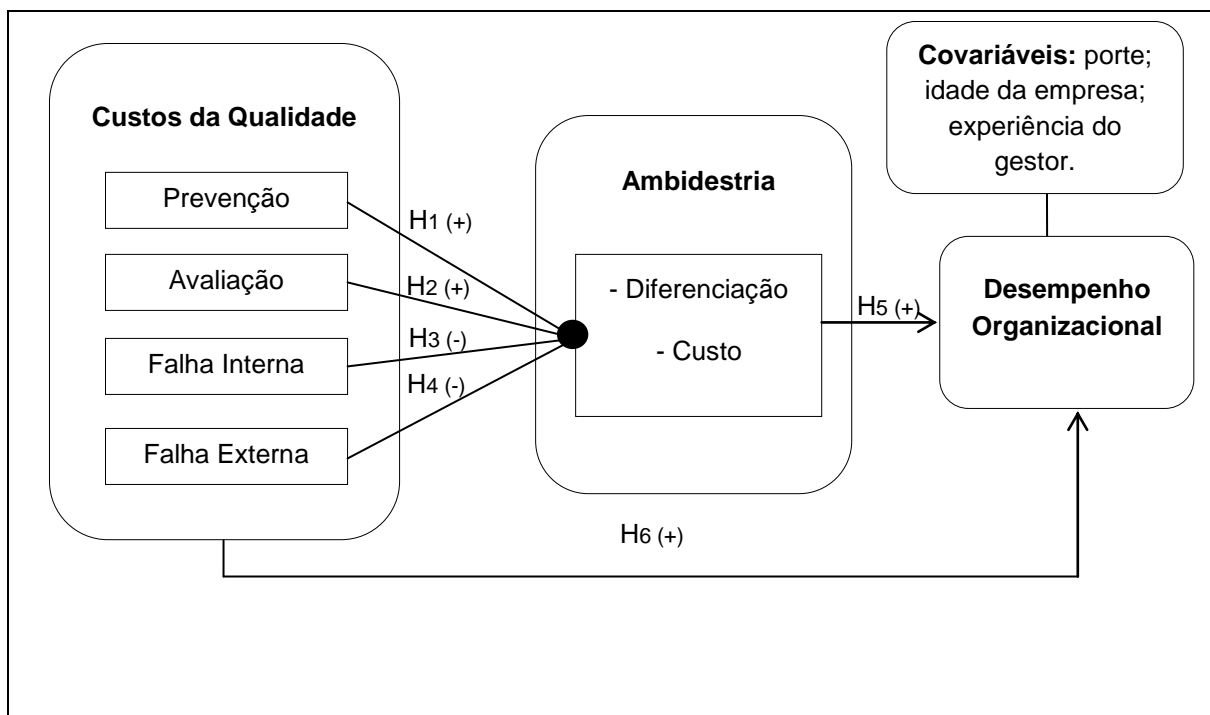 Custos da Qualidade
Prevenção
Avaliação
Falha Interna
Falha Externa
H1 (+)
H2 (+)
H3 (-)
H4 (-)
Ambidestria
- Diferenciação
- Custo
H5 (+)
Covariáveis: porte;
idade da empresa;
experiência do
gestor.
Desempenho
Organizacional
H6 (+)